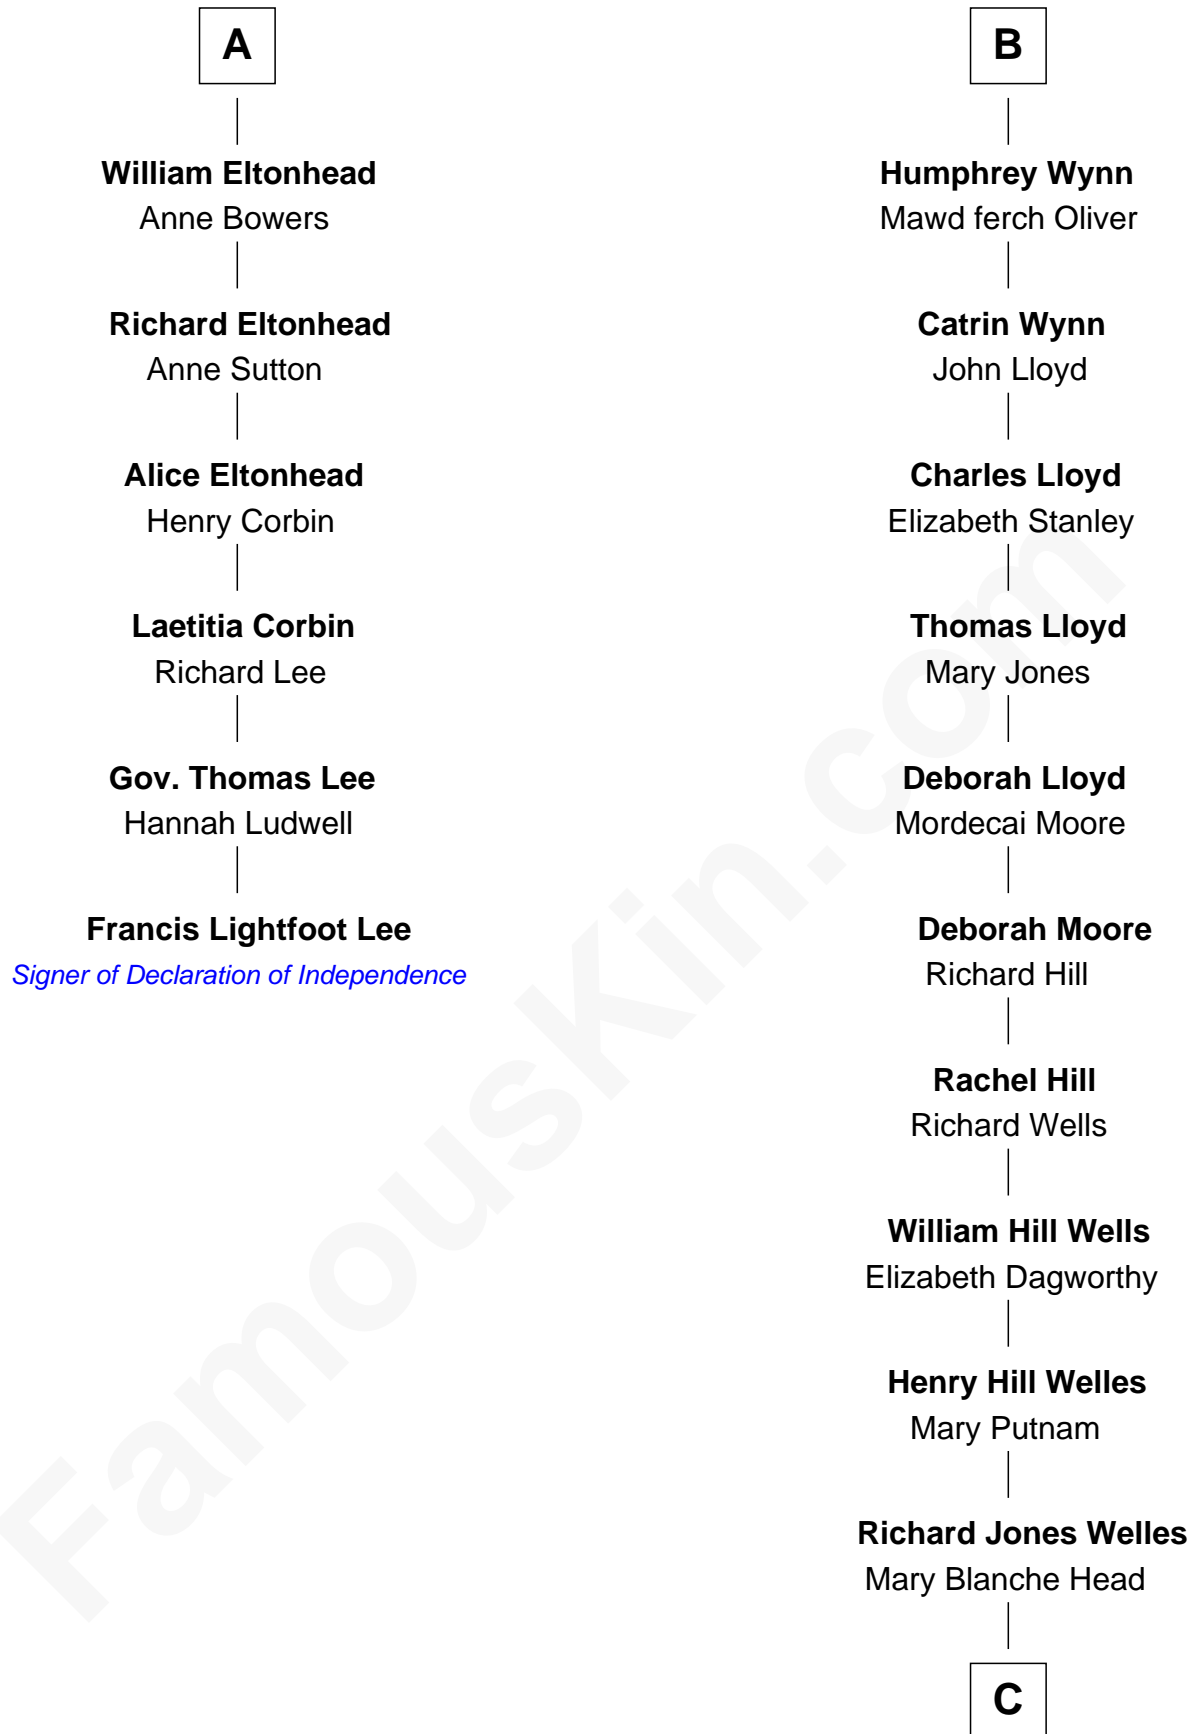 A
William Eltonhead
Anne Bowers
Richard Eltonhead
Anne Sutton
Alice Eltonhead
Henry Corbin
Laetitia Corbin
Richard Lee
Gov. Thomas Lee
Hannah Ludwell
Francis Lightfoot Lee
Signer of Declaration of Independence
B
Humphrey Wynn
Mawd ferch Oliver
Catrin Wynn
John Lloyd
Charles Lloyd
Elizabeth Stanley
Thomas Lloyd
Mary Jones
Deborah Lloyd
Mordecai Moore
Deborah Moore
Richard Hill
Rachel Hill
Richard Wells
William Hill Wells
Elizabeth Dagworthy
Henry Hill Welles
Mary Putnam
Richard Jones Welles
Mary Blanche Head
C
FamousKin.com